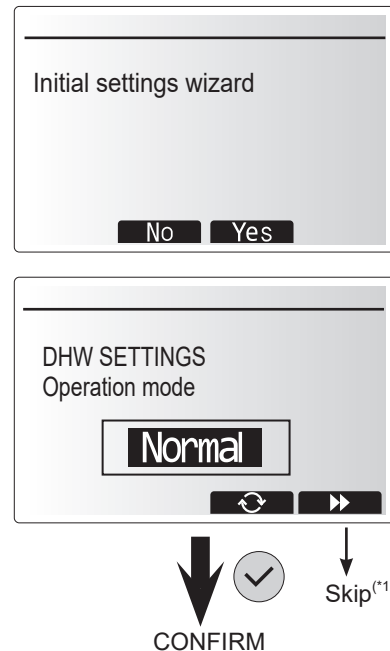 Initial settings wizard
No Yes
DHW SETTINGS
Operation mode
Normal
Skip(*1
CONFIRM